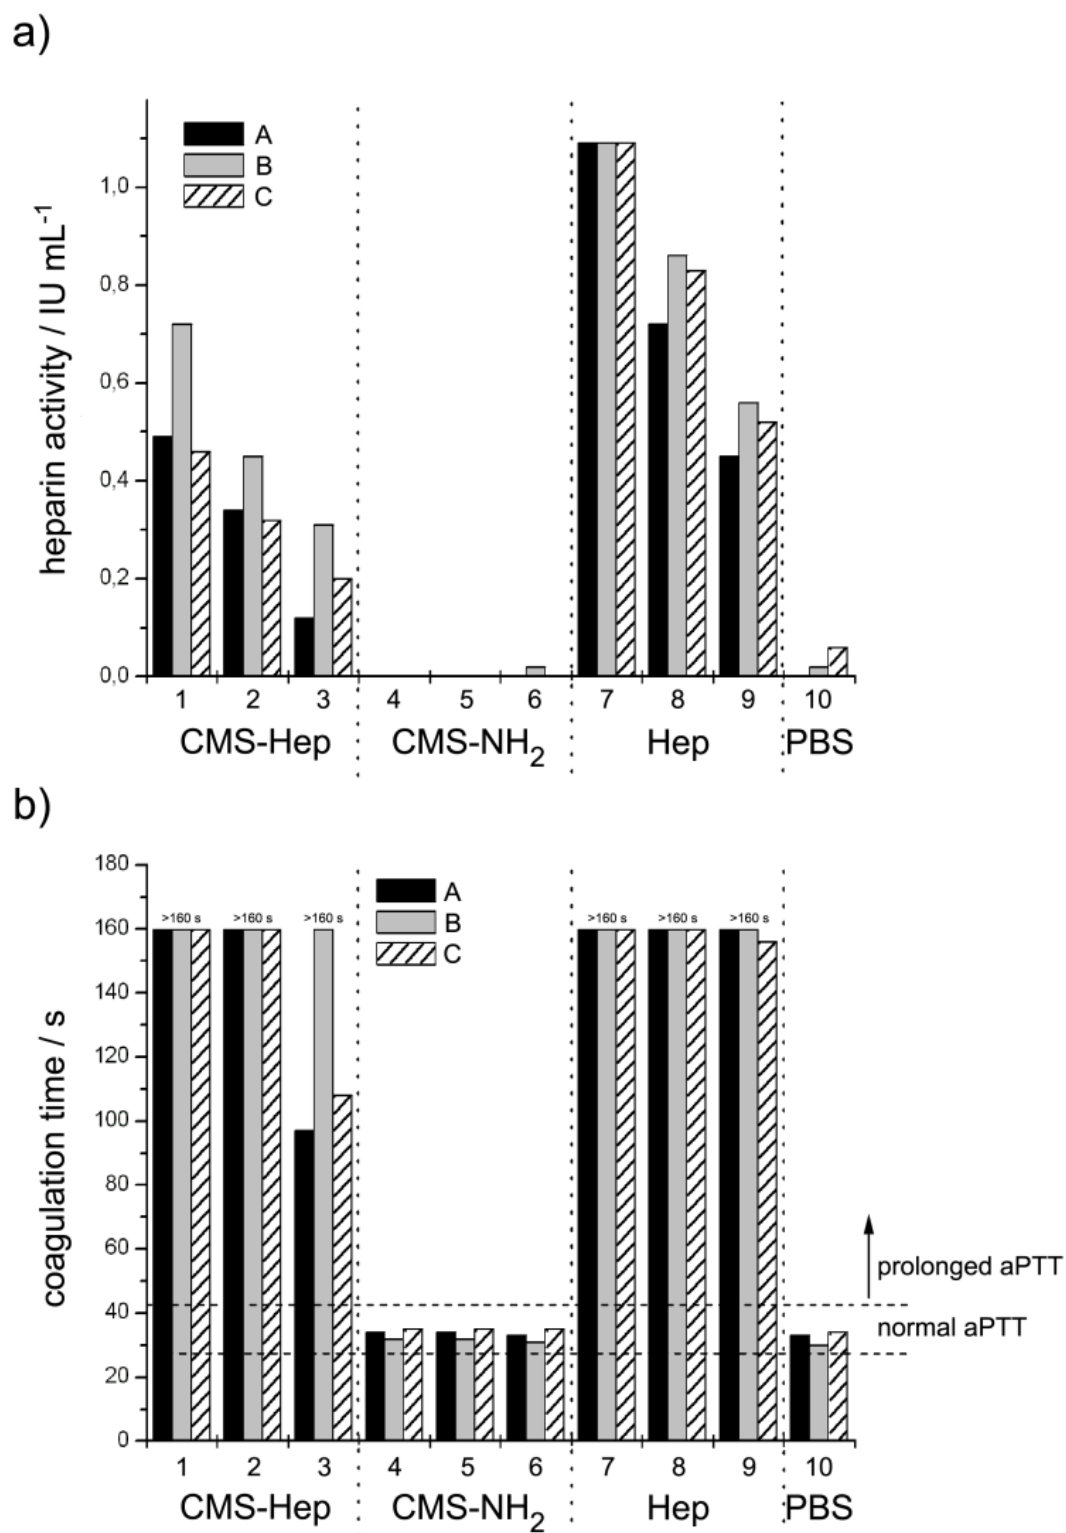 a)
A
B
C
heparin activity / IU mL-1
1,0
0,8
0,6
0,4
0,2
0,0
1 2 3 4 5 6 7 8 9 10
CMS-Hep CMS-NH2 Hep PBS
b)
180
160
140
120
100
80
60
40
20
0
coagulation time / s
A
B
C
>160 s >160 s >160 s >160 s >160 s >160 s
prolonged aPTT
normal aPTT
1 2 3 4 5 6 7 8 9 10
CMS-Hep CMS-NH2 Hep PBS